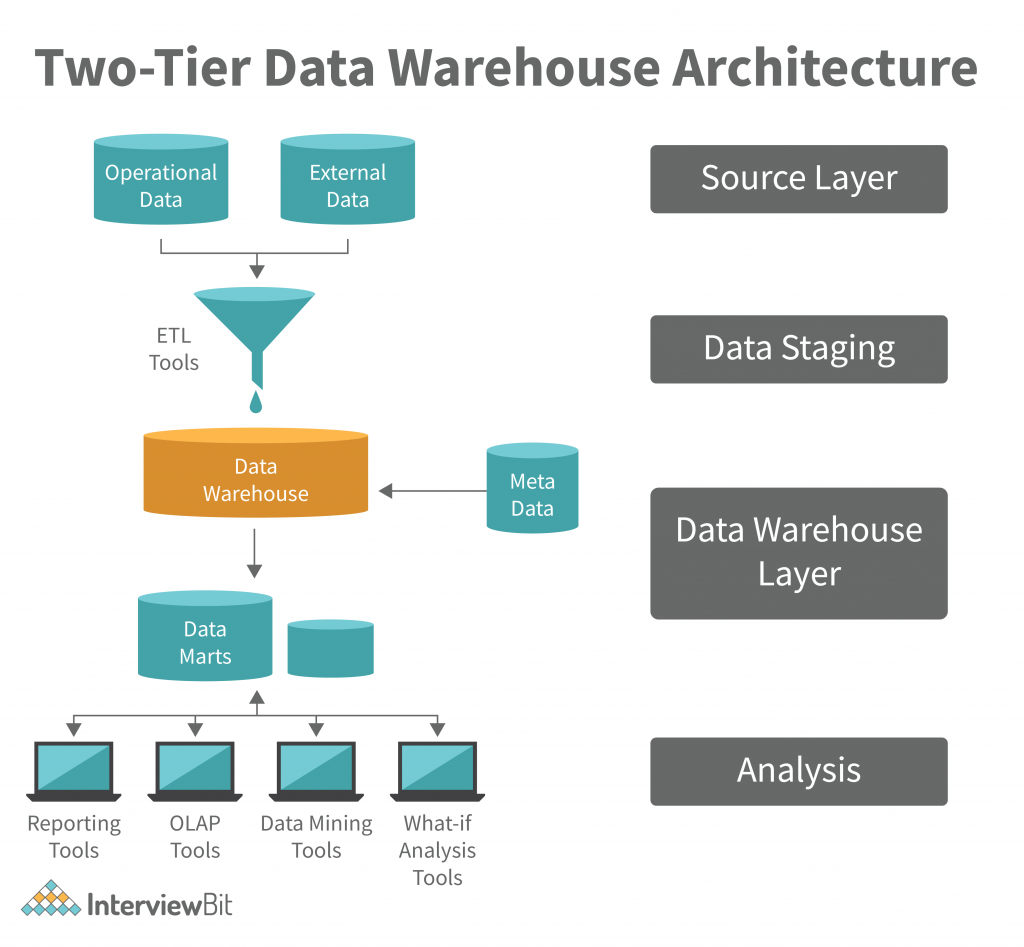 Two-Tier Data Warehouse Architecture
Operational
Data
External
Data
Source Layer
ETL
Tools
Data Staging
Data
Warehouse
Meta
Data
Data Warehouse
Layer
Data
Marts
Analysis
Reporting
Tools
OLAP
Tools
Data Mining
Tools
What-if
Analysis
Tools
InterviewBit